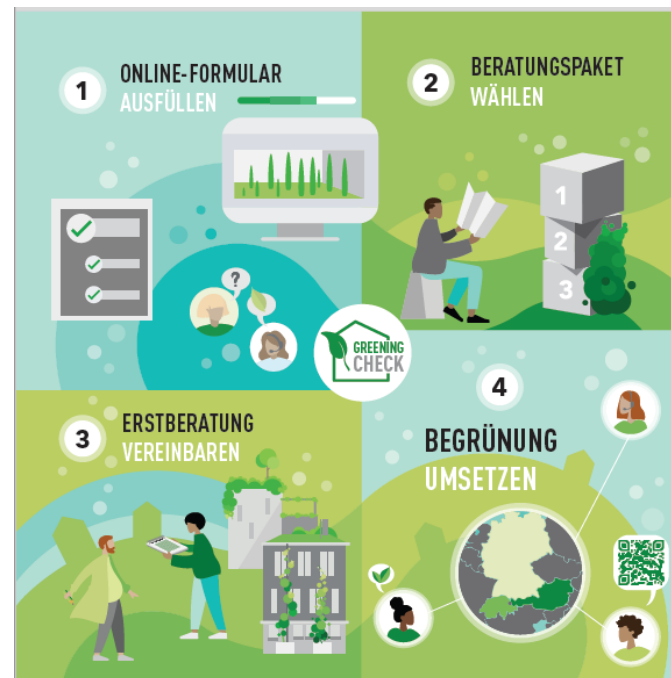 1
ONLINE-FORMULAR
AUSFÜLLEN
2
BERATUNGSPAKET
WÄHLEN
?
1
2
3
GREENING
CHECK
3
ERSTBERATUNG
VEREINBAREN
4
BEGRÜNUNG
UMSETZEN